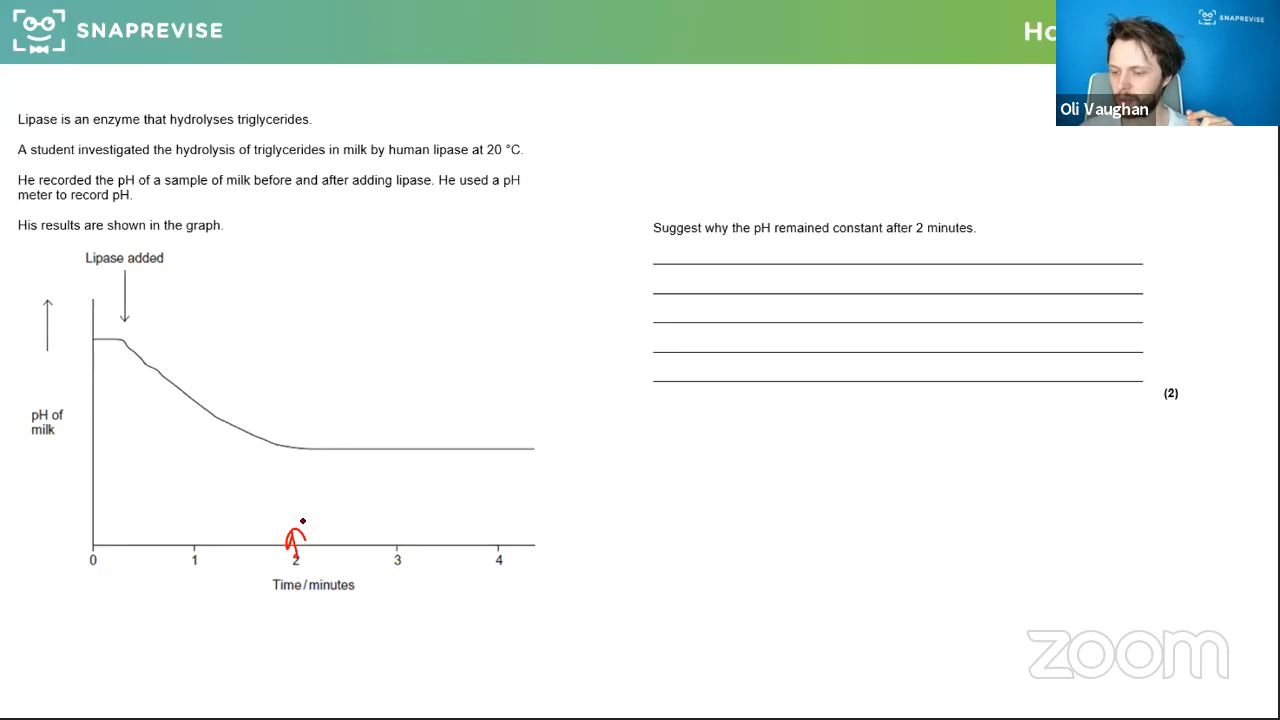 SNAPREVISE
Ho
SNAPREVISE
Oli Vaughan
Lipase is an enzyme that hydrolyses triglycerides.
A student investigated the hydrolysis of triglycerides in milk by human lipase at 20 °C.
He recorded the pH of a sample of milk before and after adding lipase. He used a pH
meter to record pH.
His results are shown in the graph.
Lipase added
pH of
milk
0 1 2 3 4
Time/minutes
Suggest why the pH remained constant after 2 minutes.
(2)
zoom